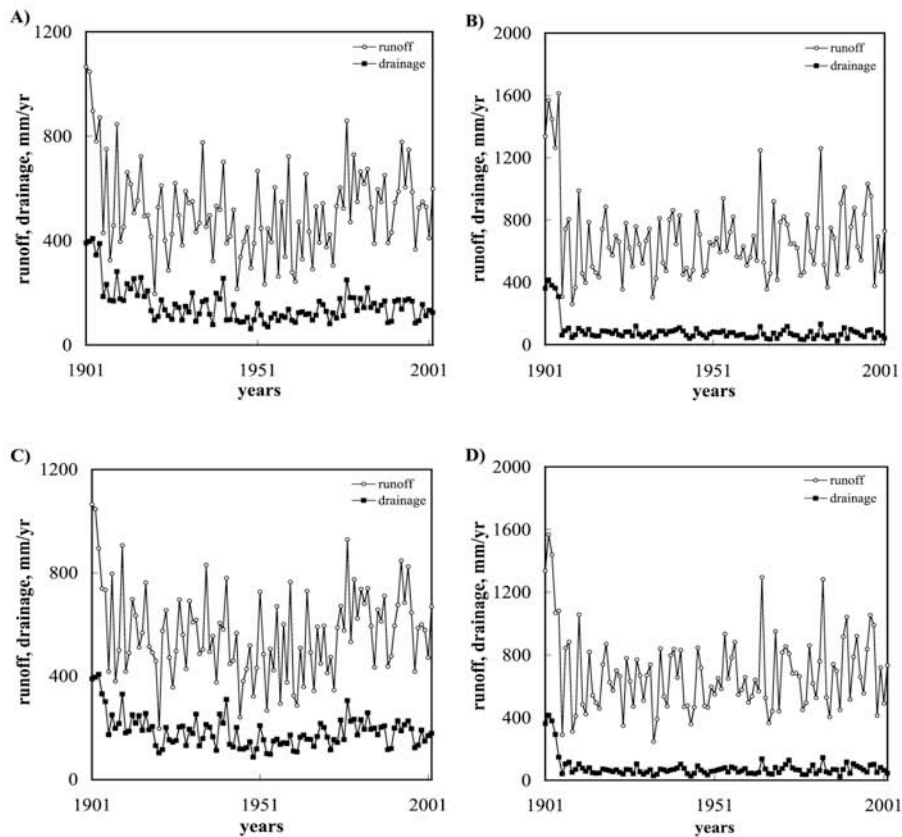 A)
1200
800
400
0
1901
1951
2001
years
runoff, drainage, mm/yr
runoff
drainage
B)
2000
1600
1200
800
400
0
1901
1951
2001
years
runoff, drainage, mm/yr
runoff
drainage
C)
1200
800
400
0
1901
1951
2001
years
runoff, drainage, mm/yr
runoff
drainage
D)
2000
1600
1200
800
400
0
1901
1951
2001
years
runoff, drainage, mm/yr
runoff
drainage